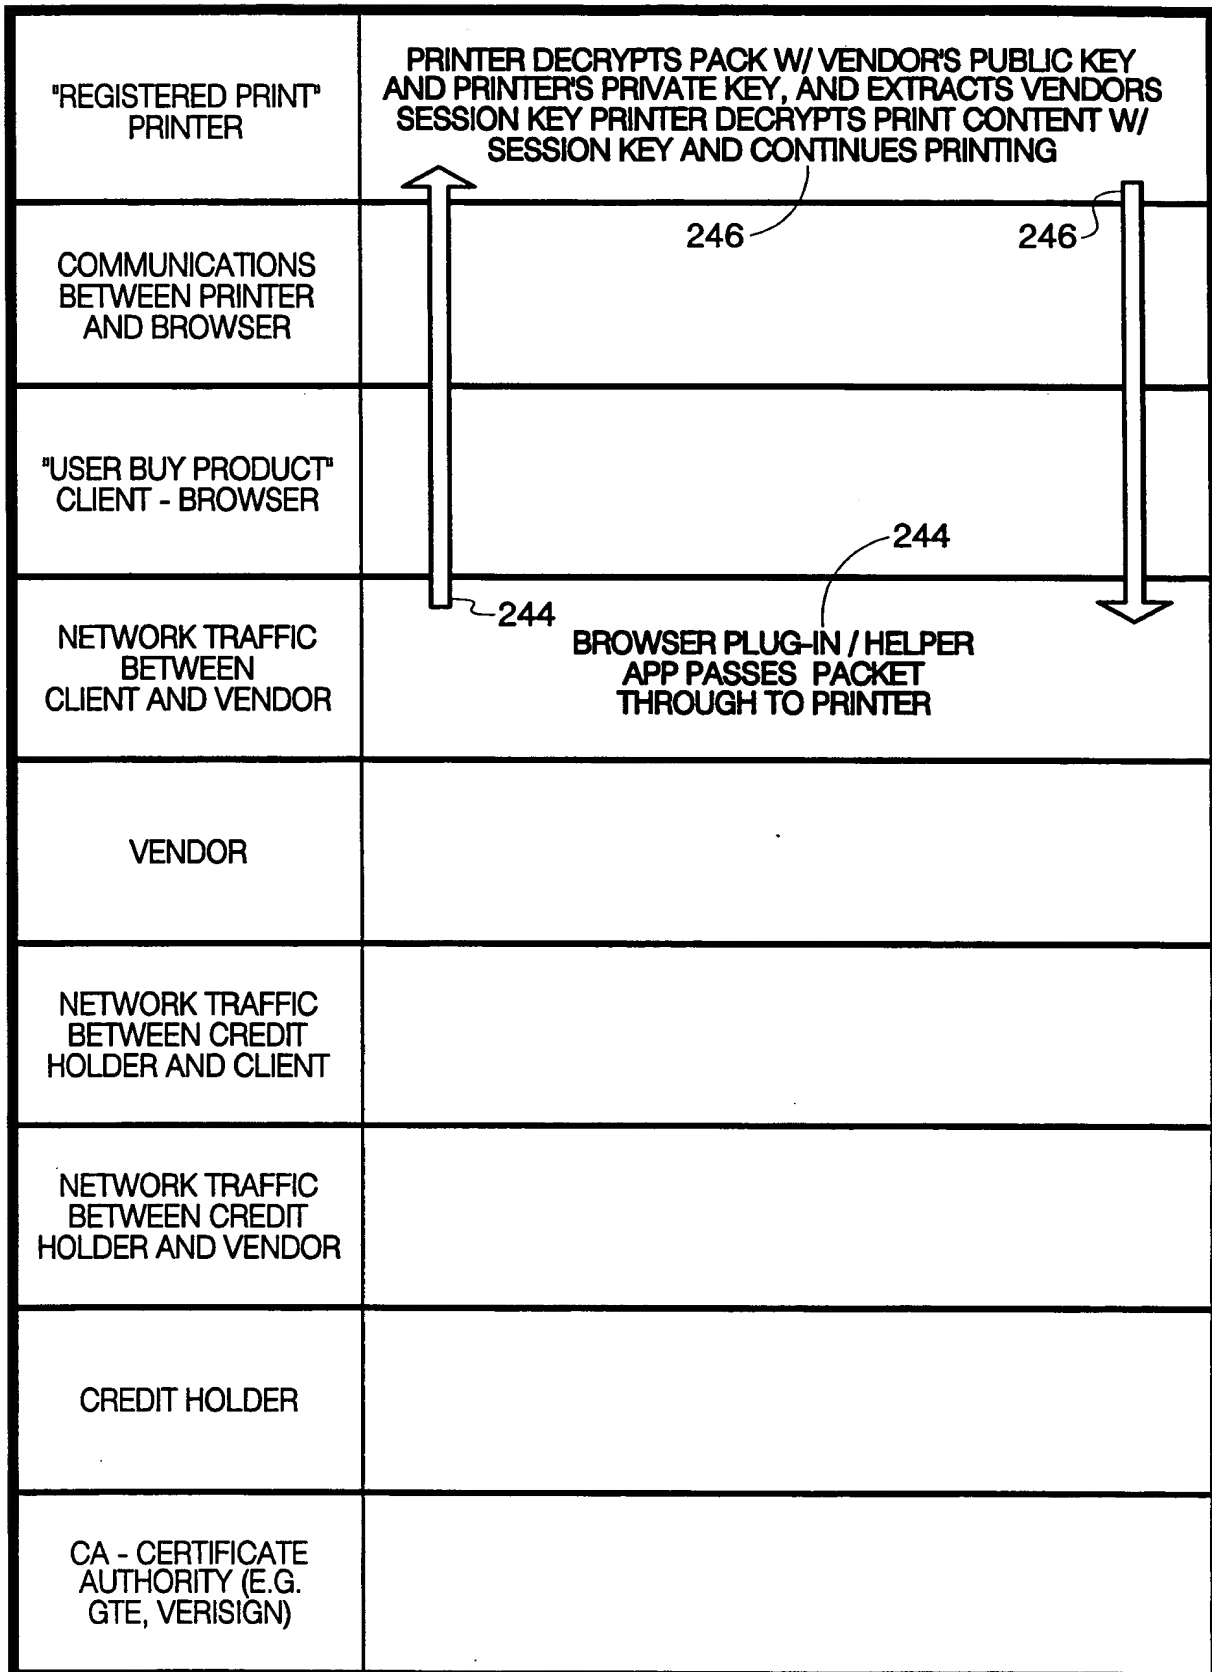 "REGISTERED PRINT"
PRINTER
PRINTER DECRYPTS PACK W/ VENDOR'S PUBLIC KEY
AND PRINTER'S PRIVATE KEY, AND EXTRACTS VENDORS
SESSION KEY PRINTER DECRYPTS PRINT CONTENT W/
SESSION KEY AND CONTINUES PRINTING
246
246
COMMUNICATIONS
BETWEEN PRINTER
AND BROWSER
"USER BUY PRODUCT"
CLIENT - BROWSER
244
244
NETWORK TRAFFIC
BETWEEN
CLIENT AND VENDOR
BROWSER PLUG-IN / HELPER
APP PASSES PACKET
THROUGH TO PRINTER
VENDOR
NETWORK TRAFFIC
BETWEEN CREDIT
HOLDER AND CLIENT
NETWORK TRAFFIC
BETWEEN CREDIT
HOLDER AND VENDOR
CREDIT HOLDER
CA - CERTIFICATE
AUTHORITY (E.G.
GTE, VERISIGN)